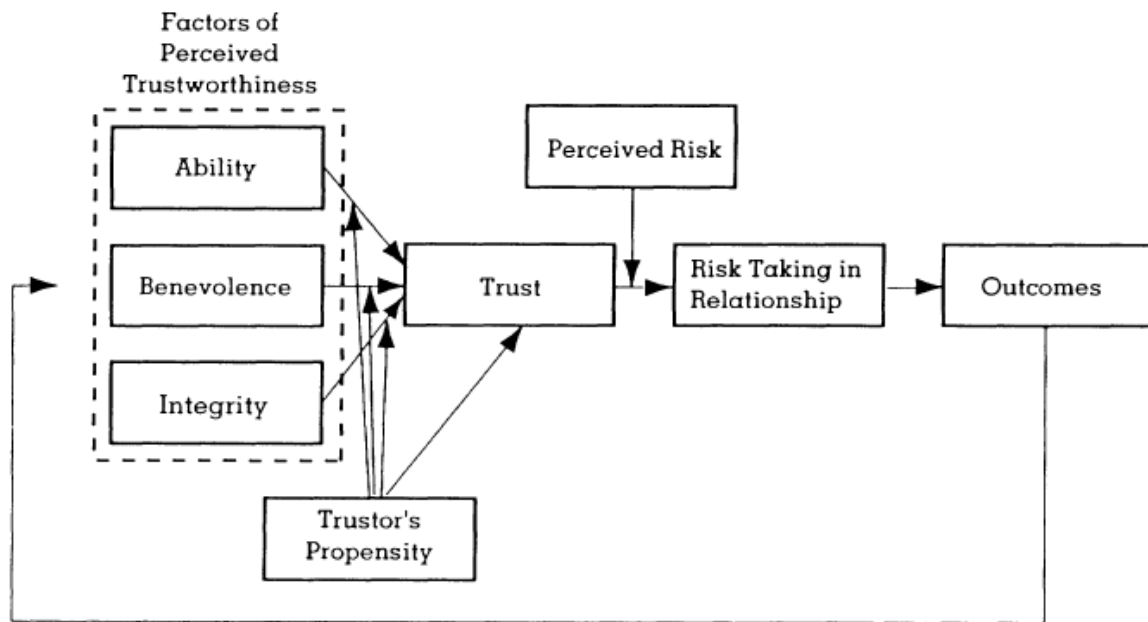 Factors of
Perceived
Trustworthiness
Ability
Benevolence
Integrity
Trustor's
Propensity
Trust
Perceived Risk
Risk Taking in
Relationship
Outcomes